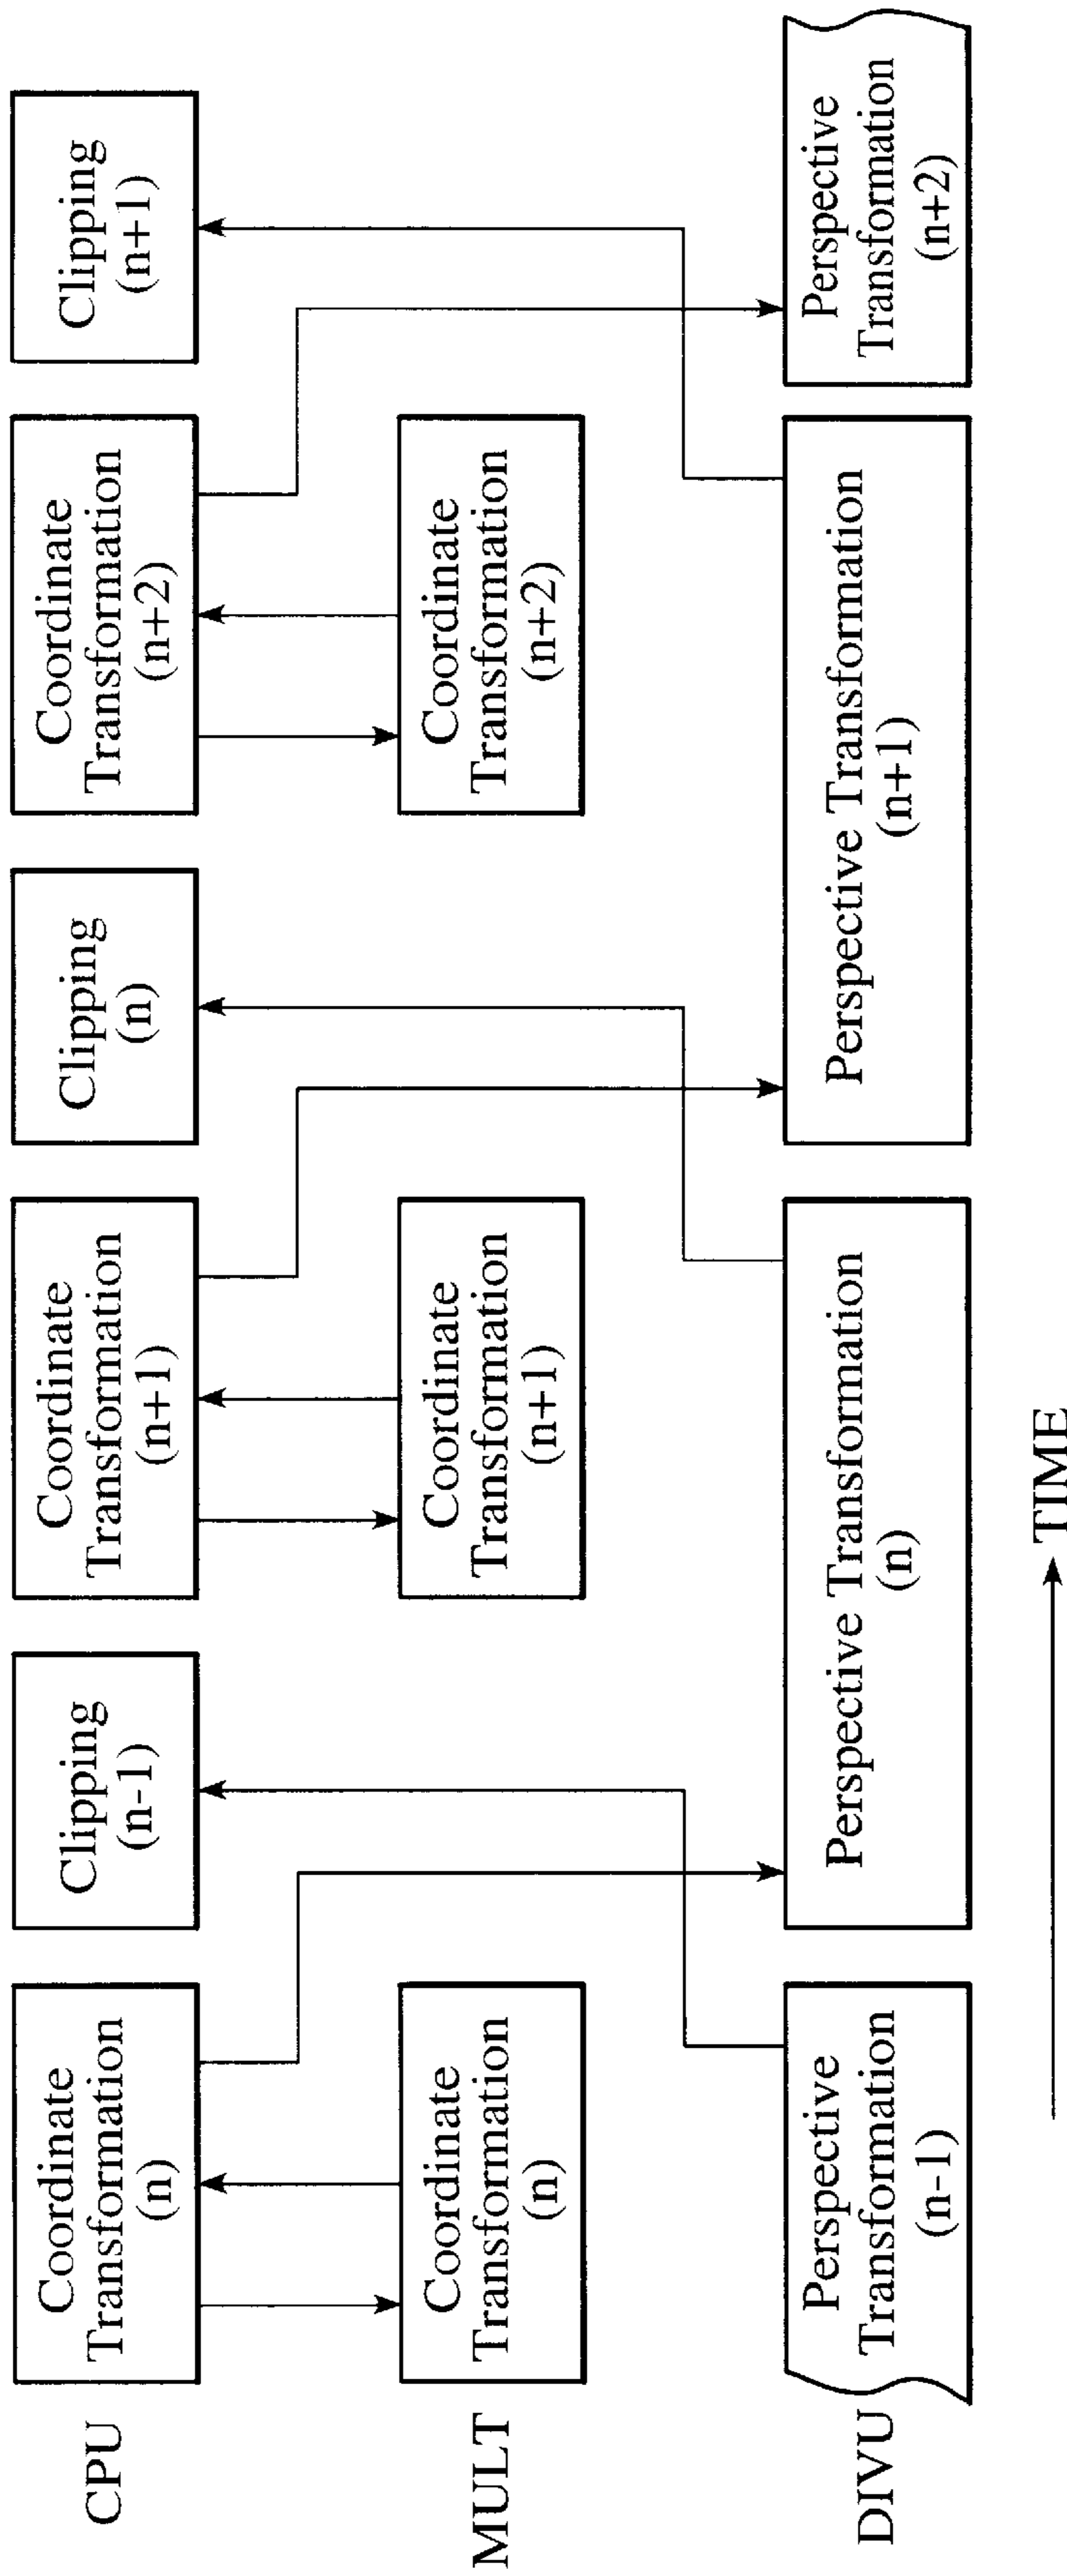 CPU
Coordinate
Transformation
(n)
Clipping
(n-1)
Coordinate
Transformation
(n+1)
Clipping
(n)
Coordinate
Transformation
(n+2)
Clipping
(n+1)
MULT
Coordinate
Transformation
(n)
Coordinate
Transformation
(n+1)
Coordinate
Transformation
(n+2)
DIVU
Perspective
Transformation
(n-1)
Perspective Transformation
(n)
Perspective Transformation
(n+1)
Perspective
Transformation
(n+2)
TIME